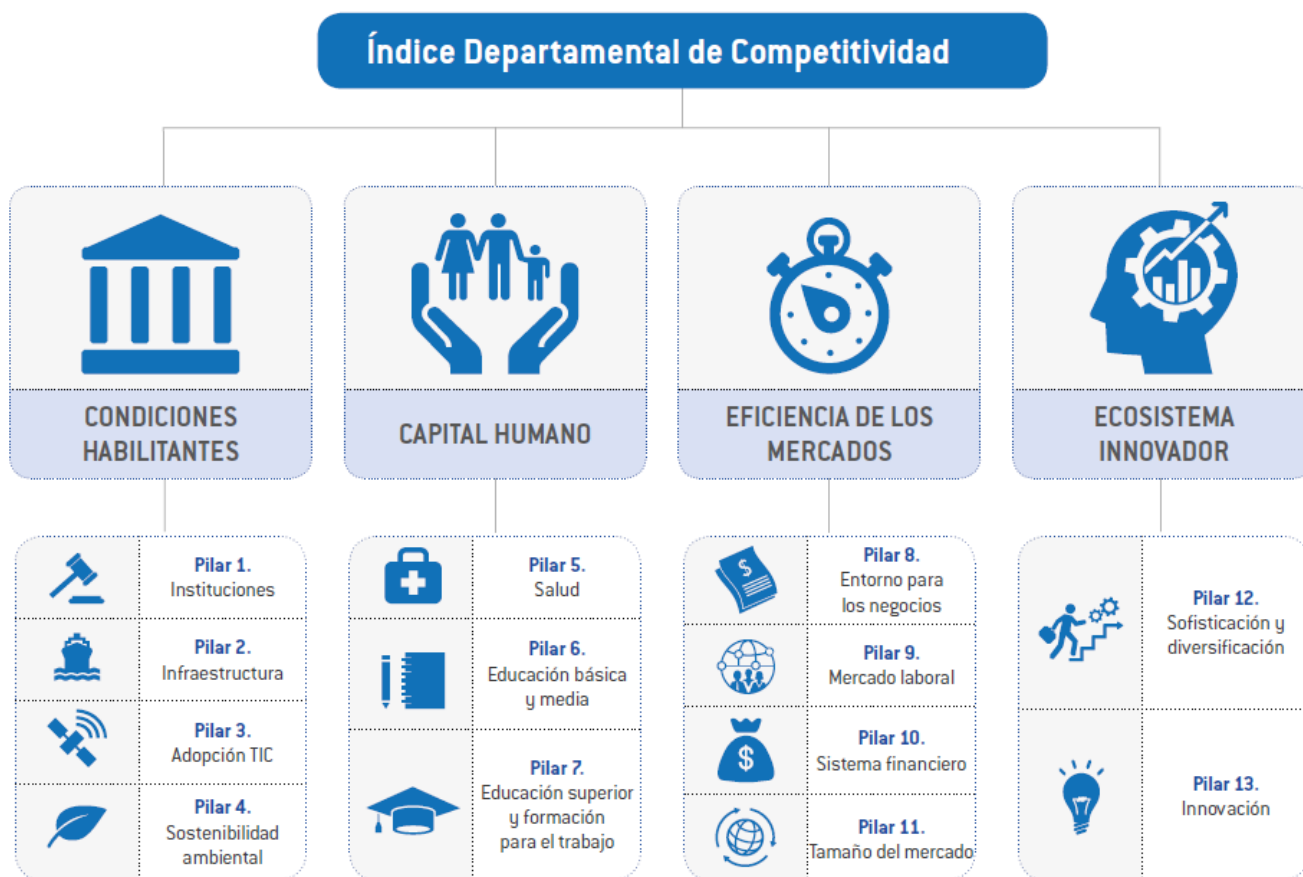 Índice Departamental de Competitividad
CONDICIONES
HABILITANTES
CAPITAL HUMANO
EFICIENCIA DE LOS
MERCADOS
ECOSISTEMA
INNOVADOR
Pilar 1.
Instituciones
Pilar 2.
Infraestructura
Pilar 3.
Adopción TIC
Pilar 4.
Sostenibilidad
ambiental
Pilar 5.
Salud
Pilar 6.
Educación básica
y media
Pilar 7.
Educación superior
y formación
para el trabajo
$
Pilar 8.
Entorno para
los negocios
Pilar 9.
Mercado laboral
$
Pilar 10.
Sistema financiero
Pilar 11.
Tamaño del mercado
Pilar 12.
Sofisticación y
diversificación
Pilar 13.
Innovación